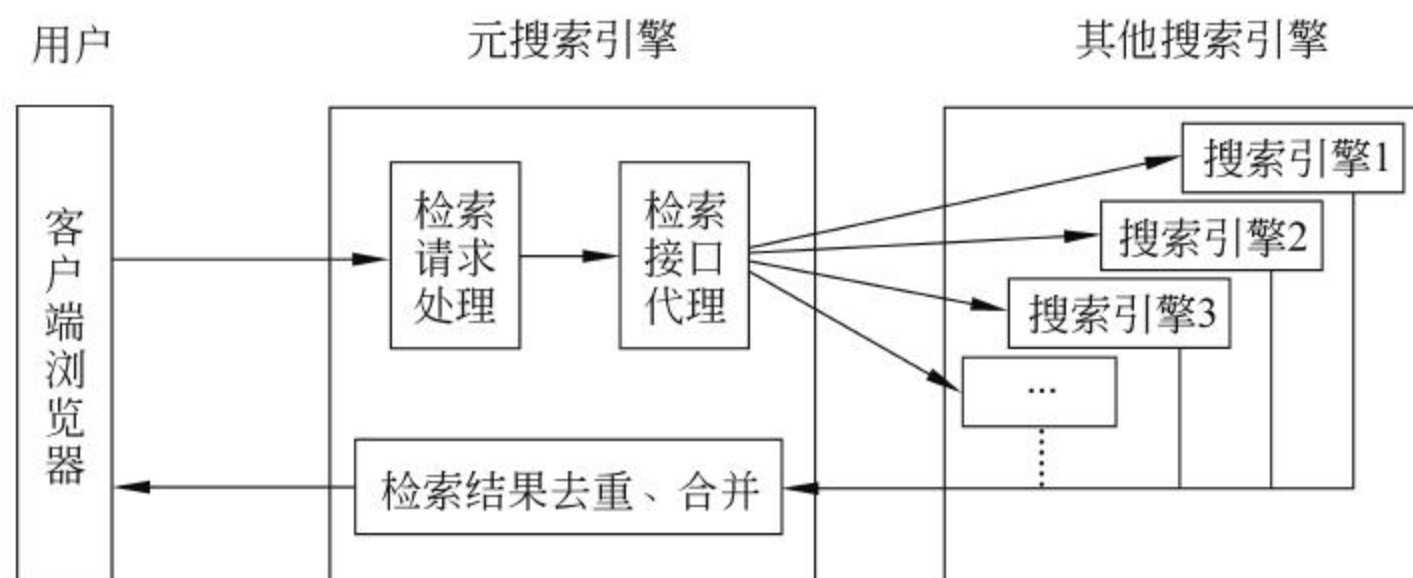 用户
元搜索引擎
其他搜索引擎
客户端浏览器
检索
请求
处理
检索
接口
代理
搜索引擎1
搜索引擎2
搜索引擎3
…
检索结果去重、合并